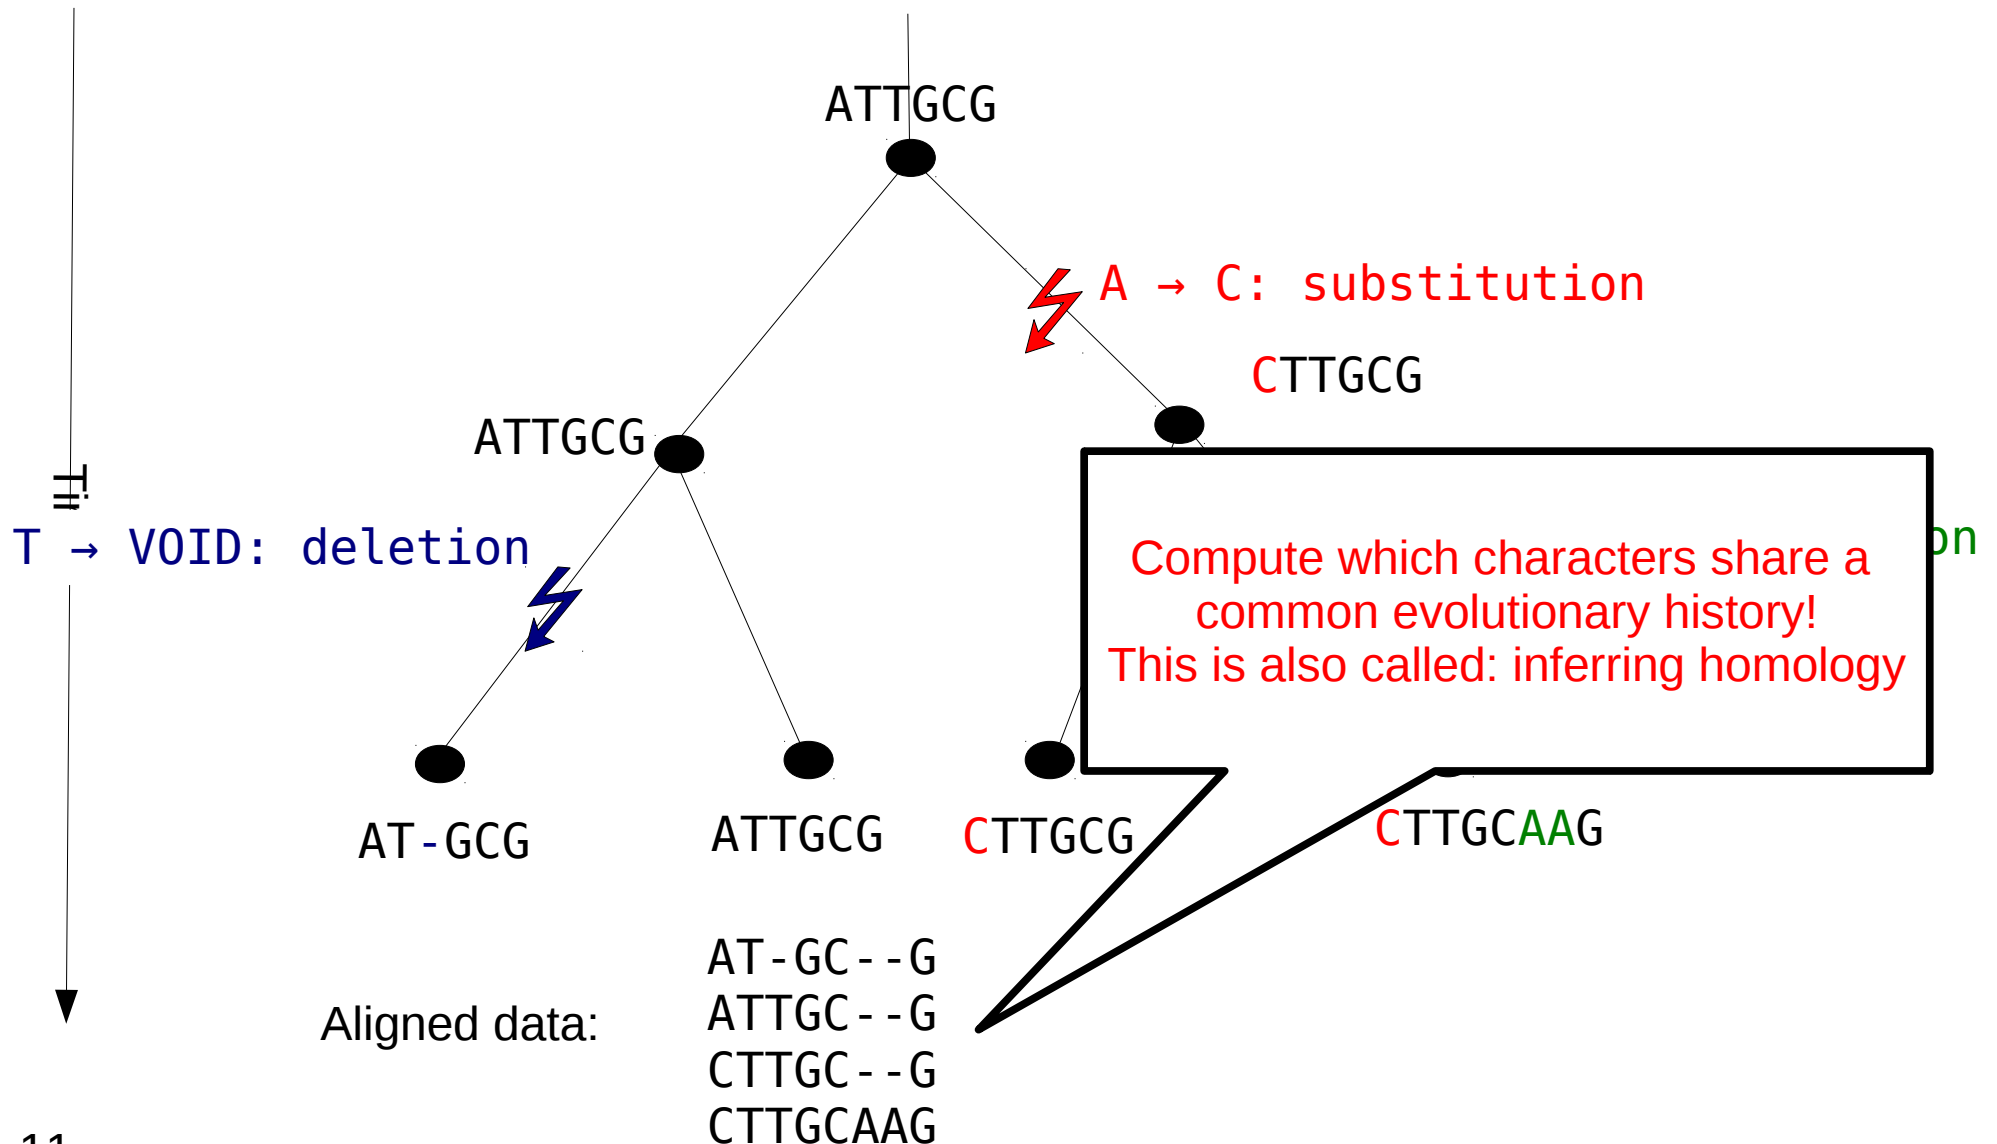 ATTGCG
A → C: substitution
CTTGCG
ATTGCG
T → VOID: deletion
Compute which characters share a
common evolutionary history!
This is also called: inferring homology
AT-GCG
ATTGCG
CTTGCG
CTTGCAAG
AT-GC--G
ATTGC--G
Aligned data:
CTTGC--G
CTTGCAAG
11